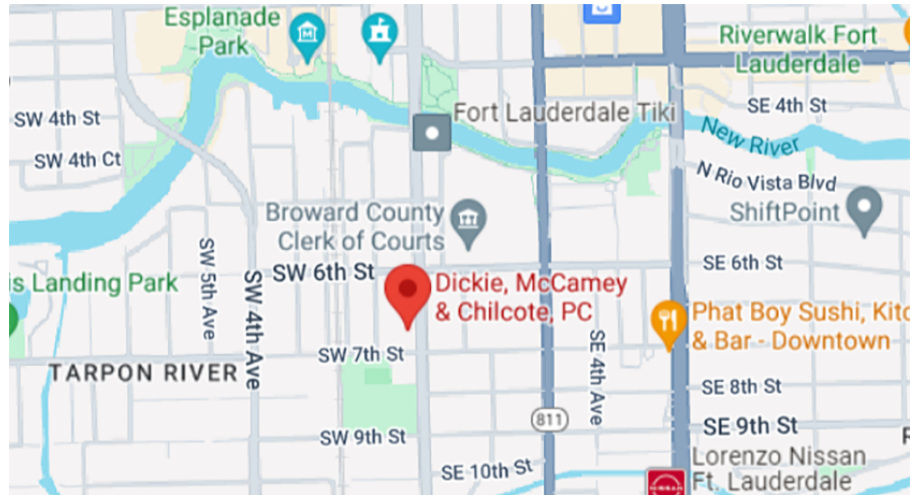 Esplanade
Park
M
Riverwalk Fort
Lauderdale
SW 4th St
Fort Lauderdale Tiki
SE 4th St
New River
SW 4th Ct
N Rio Vista Blvd
Broward County
Clerk of Courts
ShiftPoint
SW 5th Ave
SW 4th Ave
SW 6th St
SE 6th St
is Landing Park
Dickie, McCamey
& Chilcote, PC
Phat Boy Sushi, Kitc
& Bar - Downtown
SW 7th St
SE 4th Ave
TARPON RIVER
SE 8th St
811
SE 9th St
SW 9th St
SE 10th St
Lorenzo Nissan
Ft. Lauderdale
NISSAN